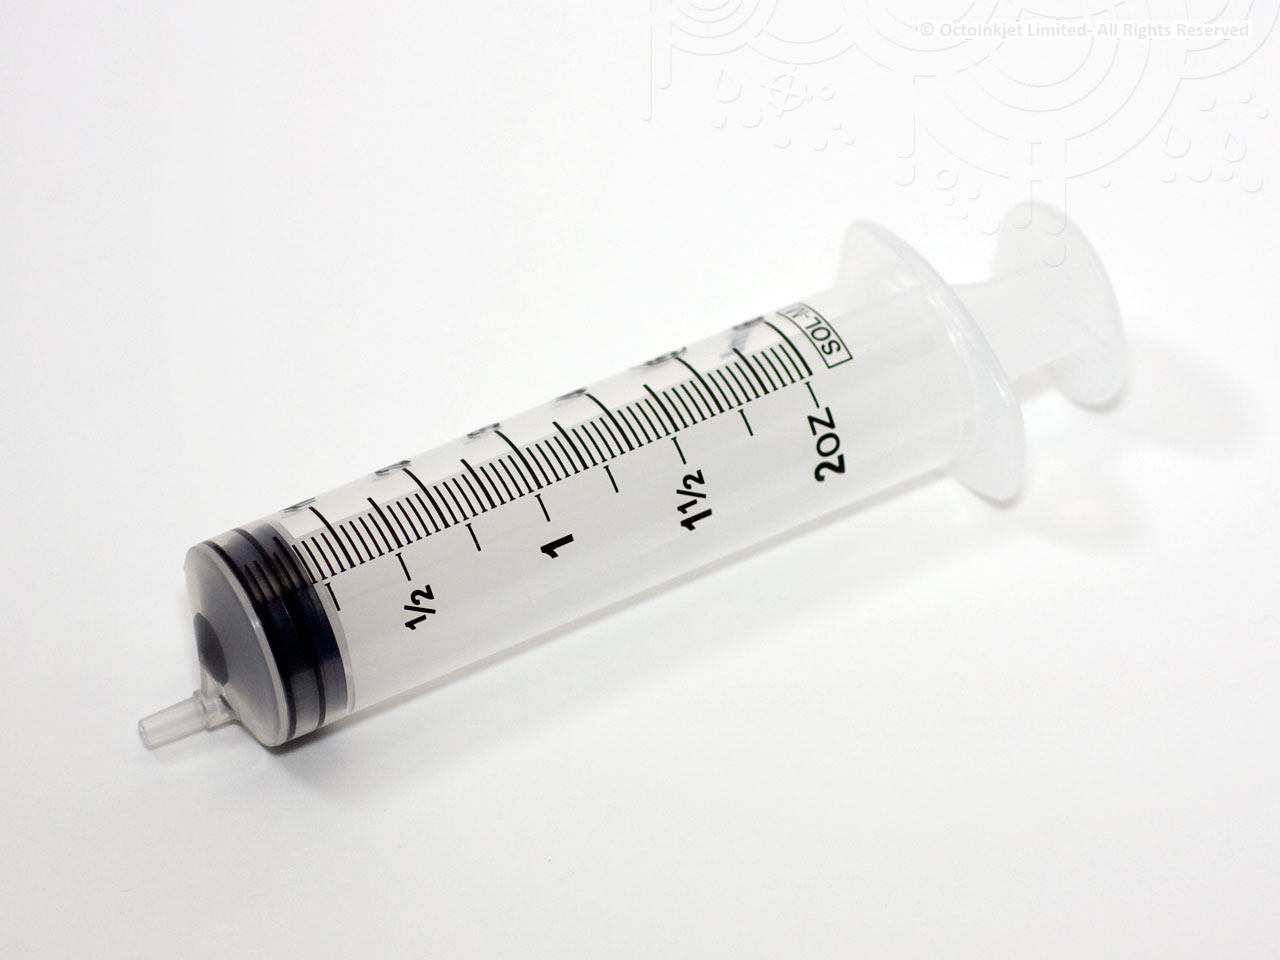 © OctoInkjet Limited- All Rights Reserved
SOL-M
2OZ
1½
1
½